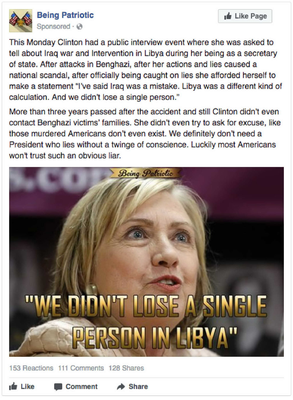 Being Patriotic
Sponsored ·
Like Page
This Monday Clinton had a public interview event where she was asked to
tell about Iraq war and Intervention in Libya during her being as a secretary
of state. After attacks in Benghazi, after her actions and lies caused a
national scandal, after officially being caught on lies she afforded herself to
make a statement "I've said Iraq was a mistake. Libya was a different kind of
calculation. And we didn't lose a single person."
More than three years passed after the accident and still Clinton didn't even
contact Benghazi victims' families. She didn't even try to ask for excuse, like
those murdered Americans don't even exist. We definitely don't need a
President who lies without a twinge of conscience. Luckily most Americans
won't trust such an obvious liar.
s.co
Being Patriotic
"WE DIDN'T LOSE A SINGLE
PERSON IN LIBYA"
153 Reactions 111 Comments 128 Shares
Like Comment Share